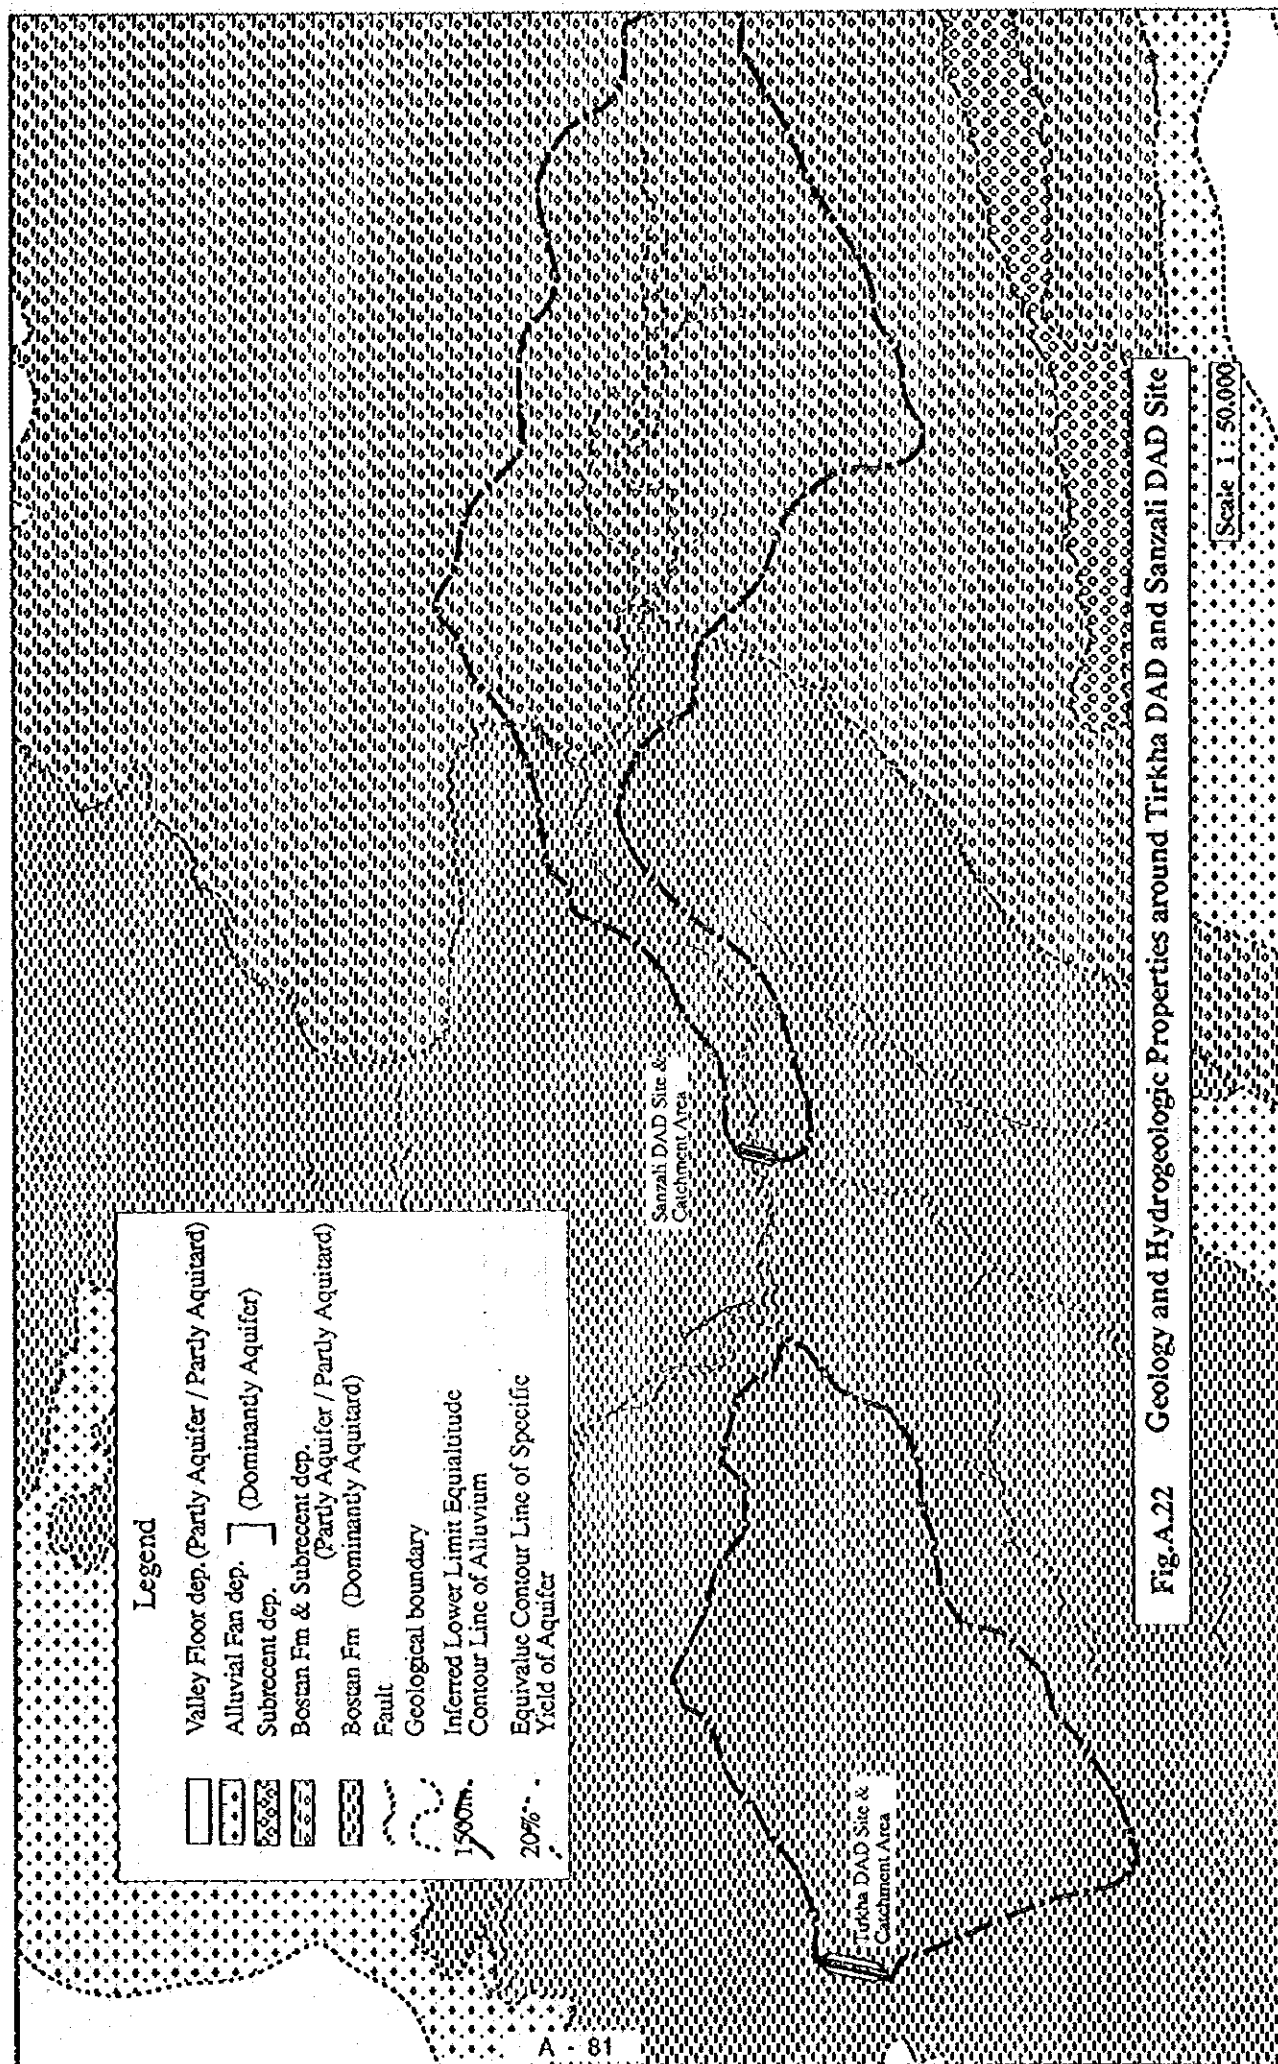 Legend
Valley Floor dep. (Partly Aquifer / Partly Aquitard)
Alluvial Fan dep.
Subrecent dep.
] (Dominantly Aquifer)
Bostan Fm & Subrecent dep.
(Partly Aquifer / Partly Aquitard)
Bostan Fm (Dominantly Aquitard)
Fault
Geological boundary
1500m
Inferred Lower Limit Equialtitude
Contour Line of Alluvium
20%
Equivalue Contour Line of Specific
Yield of Aquifer
Sanzali DAD Site &
Catchment Area
Tirkha DAD Site &
Catchment Area
Fig.A.22 Geology and Hydrogeologic Properties around Tirkha DAD and Sanzali DAD Site
Scale 1 : 50,000
A - 81